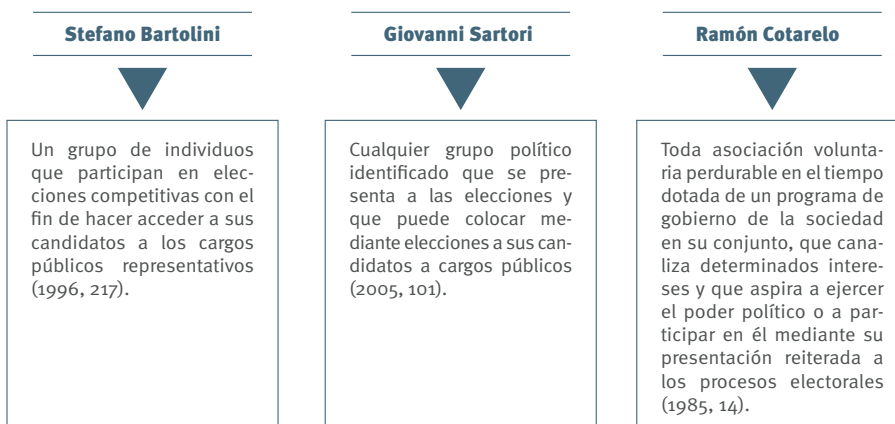 Stefano Bartolini
Un grupo de individuos
que participan en elec-
ciones competitivas con el
fin de hacer acceder a sus
candidatos a los cargos
públicos representativos
(1996, 217).
Giovanni Sartori
Cualquier grupo político
identificado que se pre-
senta a las elecciones y
que puede colocar me-
diante elecciones a sus can-
didatos a cargos públicos
(2005, 101).
Ramón Cotarelo
Toda asociación volunta-
ria perdurable en el tiempo
dotada de un programa de
gobierno de la sociedad
en su conjunto, que cana-
liza determinados intere-
ses y que aspira a ejercer
el poder político o a par-
ticipar en él mediante su
presentación reiterada a
los procesos electorales
(1985, 14).